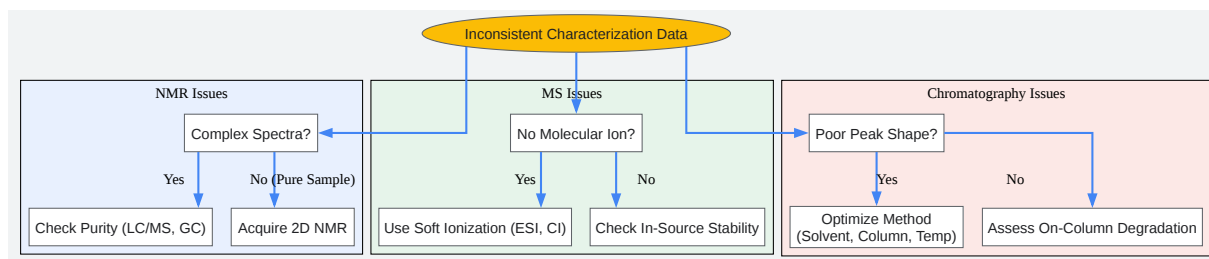 Inconsistent Characterization Data
NMR Issues
MS Issues
Chromatography Issues
Complex Spectra?
No Molecular Ion?
Poor Peak Shape?
Yes
No (Pure Sample)
Yes
No
Yes
No
Check Purity (LC/MS, GC)
Acquire 2D NMR
Use Soft Ionization (ESI, CI)
Check In-Source Stability
Optimize Method
(Solvent, Column, Temp)
Assess On-Column Degradation